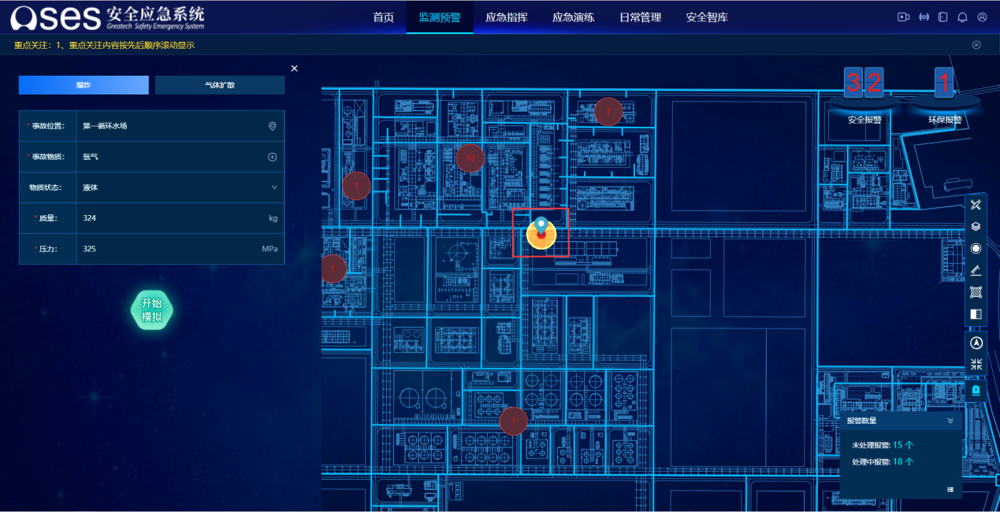 OSES 安全应急系统
Greatech Safety Emergency System
首页 监测预警 应急指挥 应急演练 日常管理 安全智库
重点关注：1、重点关注内容按先后顺序滚动显示
爆炸 气体扩散
* 事故位置： 第一循环水场
* 事故物质： 氢气
物质状态： 液体
* 质量： 324 kg
* 压力： 325 MPa
开始
模拟
32 安全报警
1 环保报警
7
10
1
1
1
报警数量
未处理报警: 15 个
处理中报警: 18 个